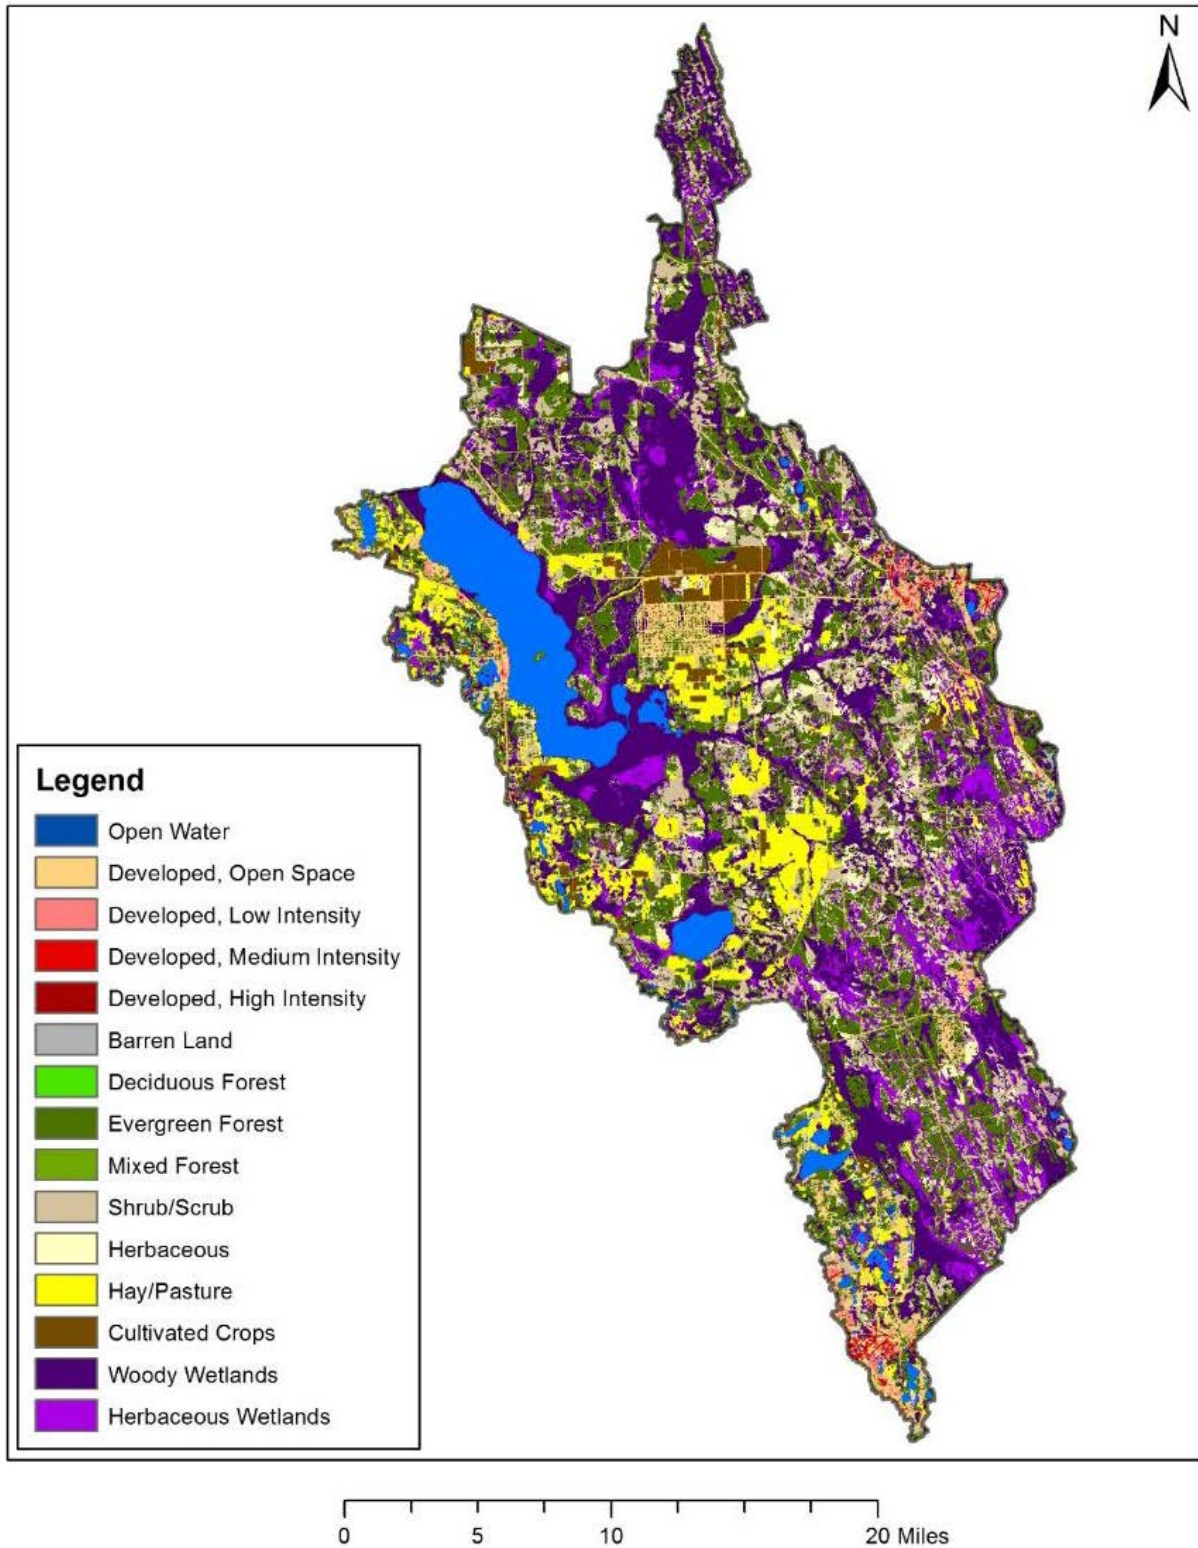 N
Legend
Open Water
Developed, Open Space
Developed, Low Intensity
Developed, Medium Intensity
Developed, High Intensity
Barren Land
Deciduous Forest
Evergreen Forest
Mixed Forest
Shrub/Scrub
Herbaceous
Hay/Pasture
Cultivated Crops
Woody Wetlands
Herbaceous Wetlands
0 5 10 20 Miles